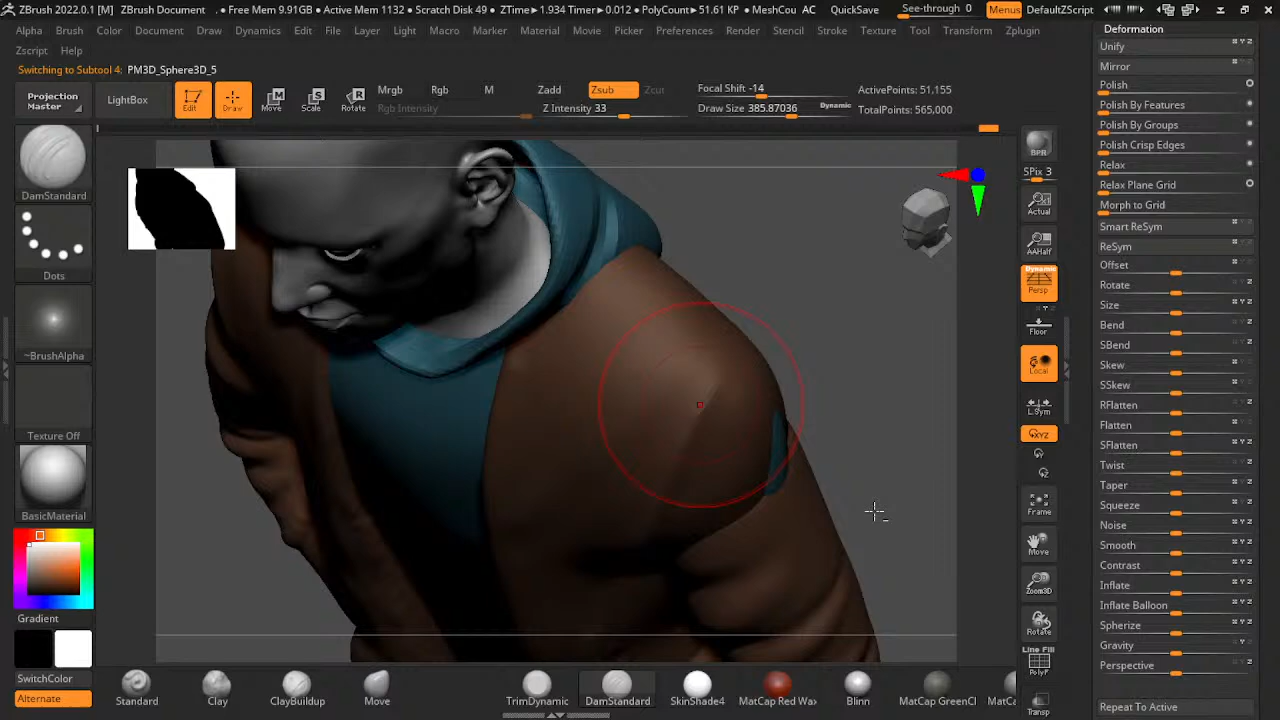 ZBrush 2022.0.1 [M]
ZBrush Document
, • Free Mem 9.91GB • Active Mem 1132 • Scratch Disk 49 • ZTime▸1.934 Timer▸0.012 • PolyCount▸51.61 KP • MeshCou
AC
QuickSave
See-through 0
Menus
DefaultZScript
Alpha Brush Color Document Draw Dynamics Edit File Layer Light Macro Marker Material Movie Picker Preferences Render Stencil Stroke Texture Tool Transform Zplugin
Zscript Help
Switching to Subtool 4: PM3D_Sphere3D_5
Projection
Master
LightBox
Edit
Draw
Move
Scale
Rotate
Mrgb
Rgb
M
Rgb Intensity
Zadd
Zsub
Zcut
Z Intensity 33
Focal Shift -14
Draw Size 385.87036
Dynamic
ActivePoints: 51,155
TotalPoints: 565,000
DamStandard
Dots
~BrushAlpha
Texture Off
BasicMaterial
Gradient
SwitchColor
Alternate
BPR
SPix 3
Actual
AAHalf
Dynamic
Persp
Floor
Local
L.Sym
XYZ
Frame
Move
Zoom3D
Rotate
Line Fill
PolyF
Transp
Deformation
Unify
Mirror
Polish
Polish By Features
Polish By Groups
Polish Crisp Edges
Relax
Relax Plane Grid
Morph to Grid
Smart ReSym
ReSym
Offset
Rotate
Size
Bend
SBend
Skew
SSkew
RFlatten
Flatten
SFlatten
Twist
Taper
Squeeze
Noise
Smooth
Contrast
Inflate
Inflate Balloon
Spherize
Gravity
Perspective
Repeat To Active
Standard
Clay
ClayBuildup
Move
TrimDynamic
DamStandard
SkinShade4
MatCap Red Wax
Blinn
MatCap GreenCl
MatCa